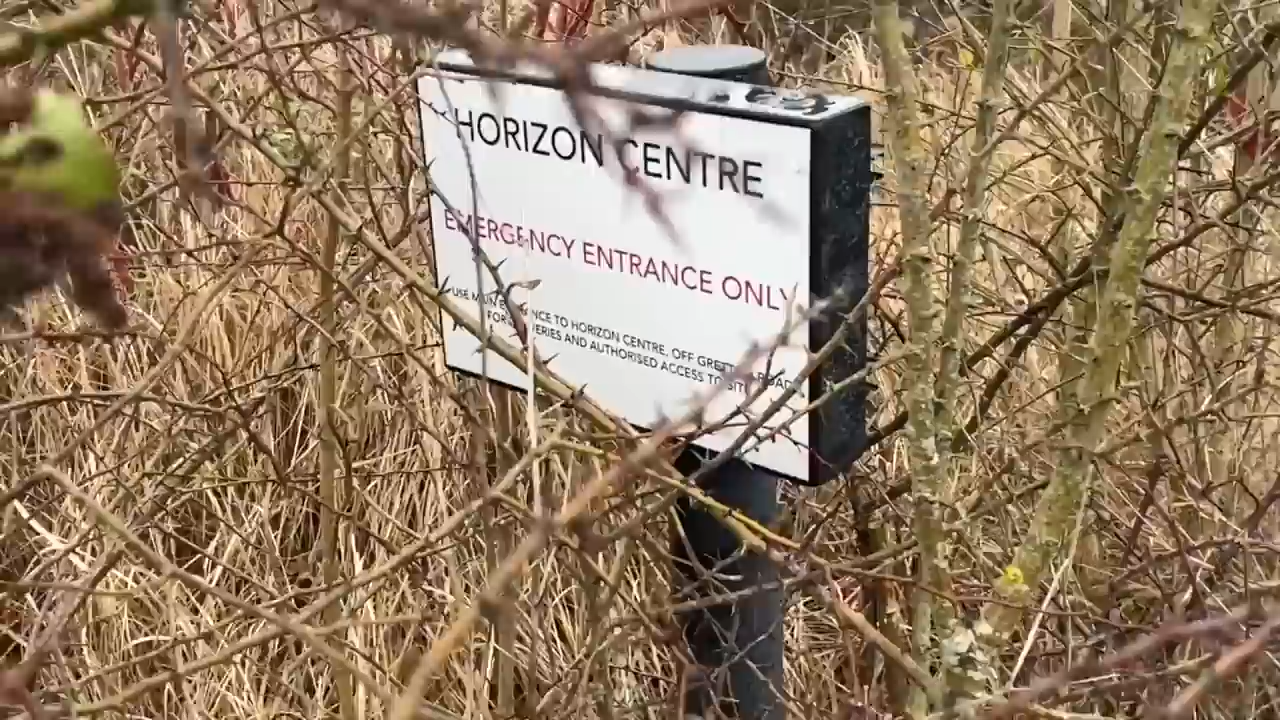 HORIZON CENTRE
EMERGENCY ENTRANCE ONLY
USE MAIN ENTRANCE TO HORIZON CENTRE, OFF ROAD
FOR DELIVERIES AND AUTHORISED ACCESS TO SITE